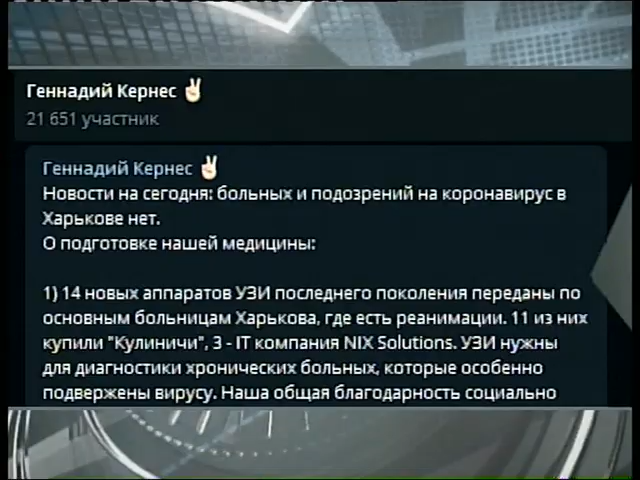 Геннадий Кернес ✌🏻
21 651 участник
Геннадий Кернес ✌🏻
Новости на сегодня: больных и подозрений на коронавирус в
Харькове нет.
О подготовке нашей медицины:
1) 14 новых аппаратов УЗИ последнего поколения переданы по
основным больницам Харькова, где есть реанимации. 11 из них
купили "Кулиничи", 3 - IT компания NIX Solutions. УЗИ нужны
для диагностики хронических больных, которые особенно
подвержены вирусу. Наша общая благодарность социально